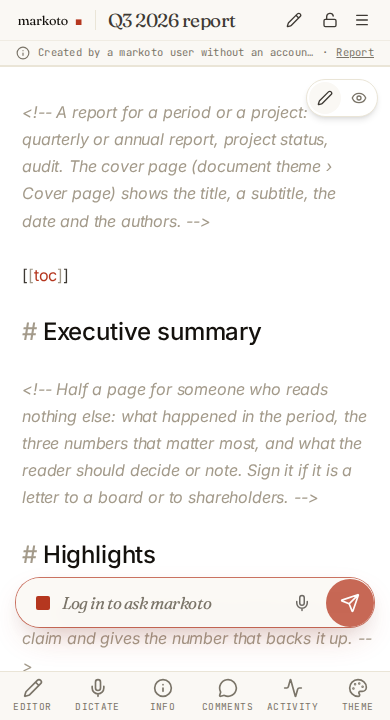 markoto
Q3 2026 report
Created by a markoto user without an accoun… · Report
<!-- A report for a period or a project:
quarterly or annual report, project status,
audit. The cover page (document theme ›
Cover page) shows the title, a subtitle, the
date and the authors. -->
[[toc]]
# Executive summary
<!-- Half a page for someone who reads
nothing else: what happened in the period, the
three numbers that matter most, and what the
reader should decide or note. Sign it if it is a
letter to a board or to shareholders. -->
# Highlights
Log in to ask markoto
claim and gives the number that backs it up. --
>
EDITOR
DICTATE
INFO
COMMENTS
ACTIVITY
THEME